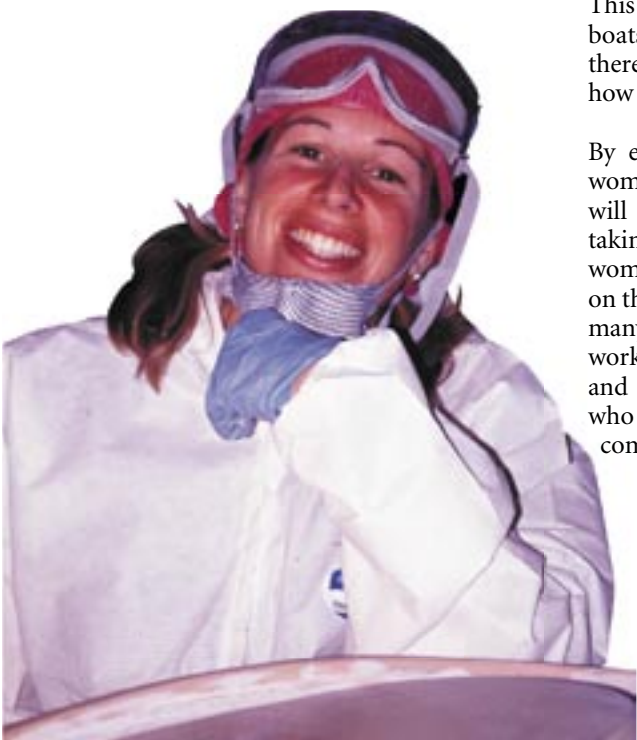 This
boats
there
how
By e
wom
will
takin
wom
on th
man
work
and
who
con